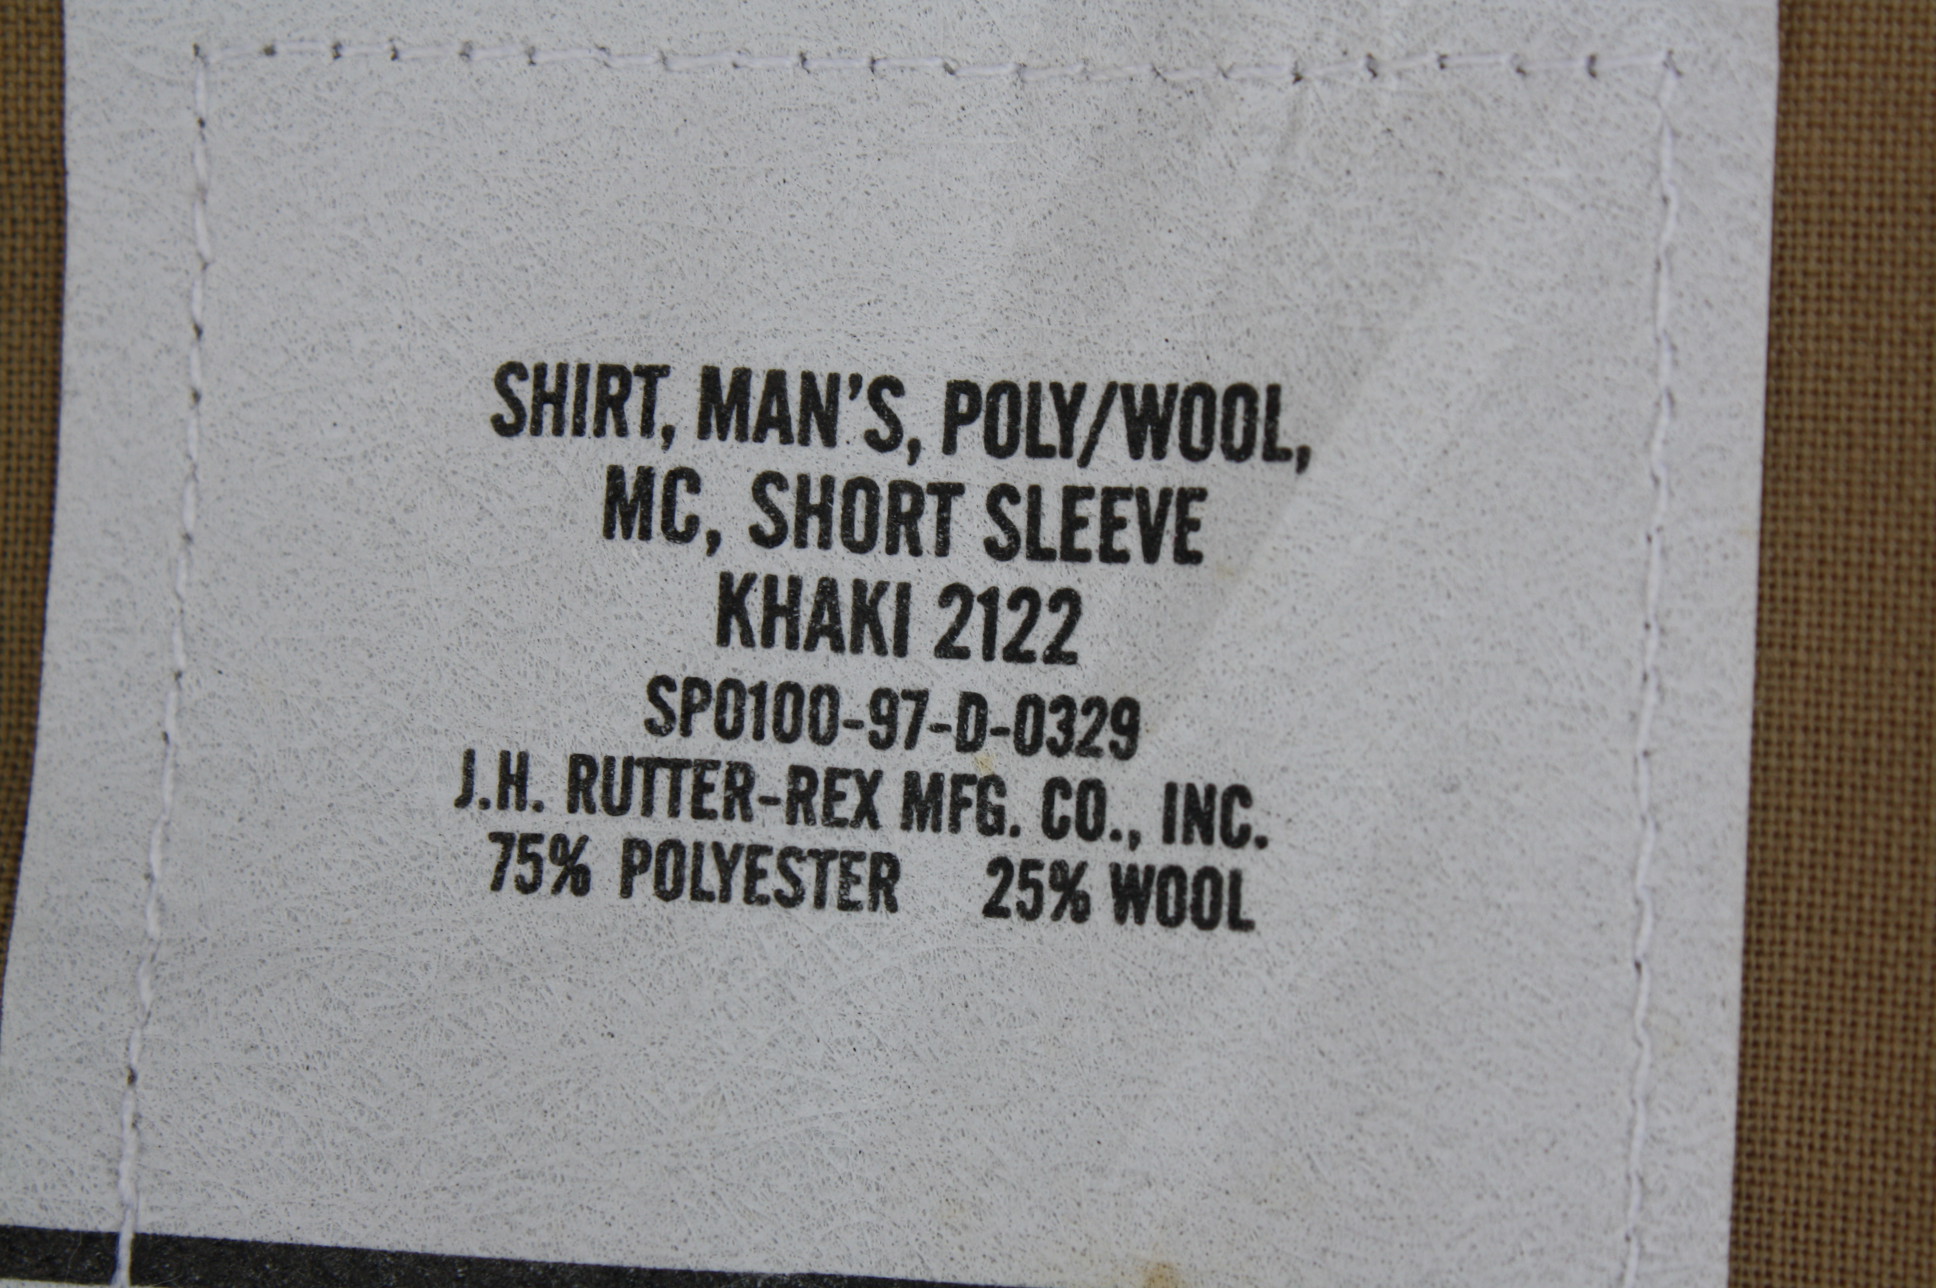 SHIRT, MAN'S, POLY/WOOL,
MC, SHORT SLEEVE
KHAKI 2122
SP0100-97-D-0329
J.H. RUTTER-REX MFG. CO., INC.
75% POLYESTER 25% WOOL